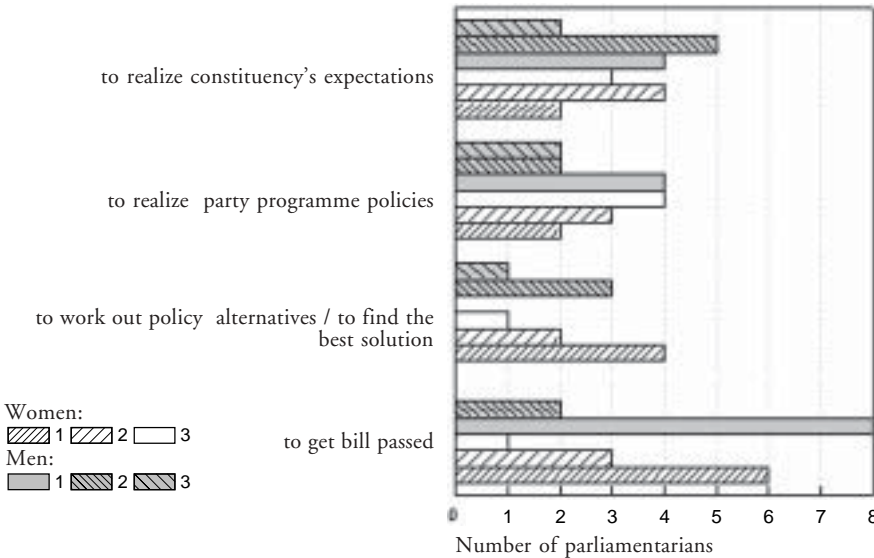 to realize constituency's expectations
to realize party programme policies
to work out policy alternatives / to find the
best solution
to get bill passed
Women:
1 2 3
Men:
1 2 3
0 1 2 3 4 5 6 7 8
Number of parliamentarians